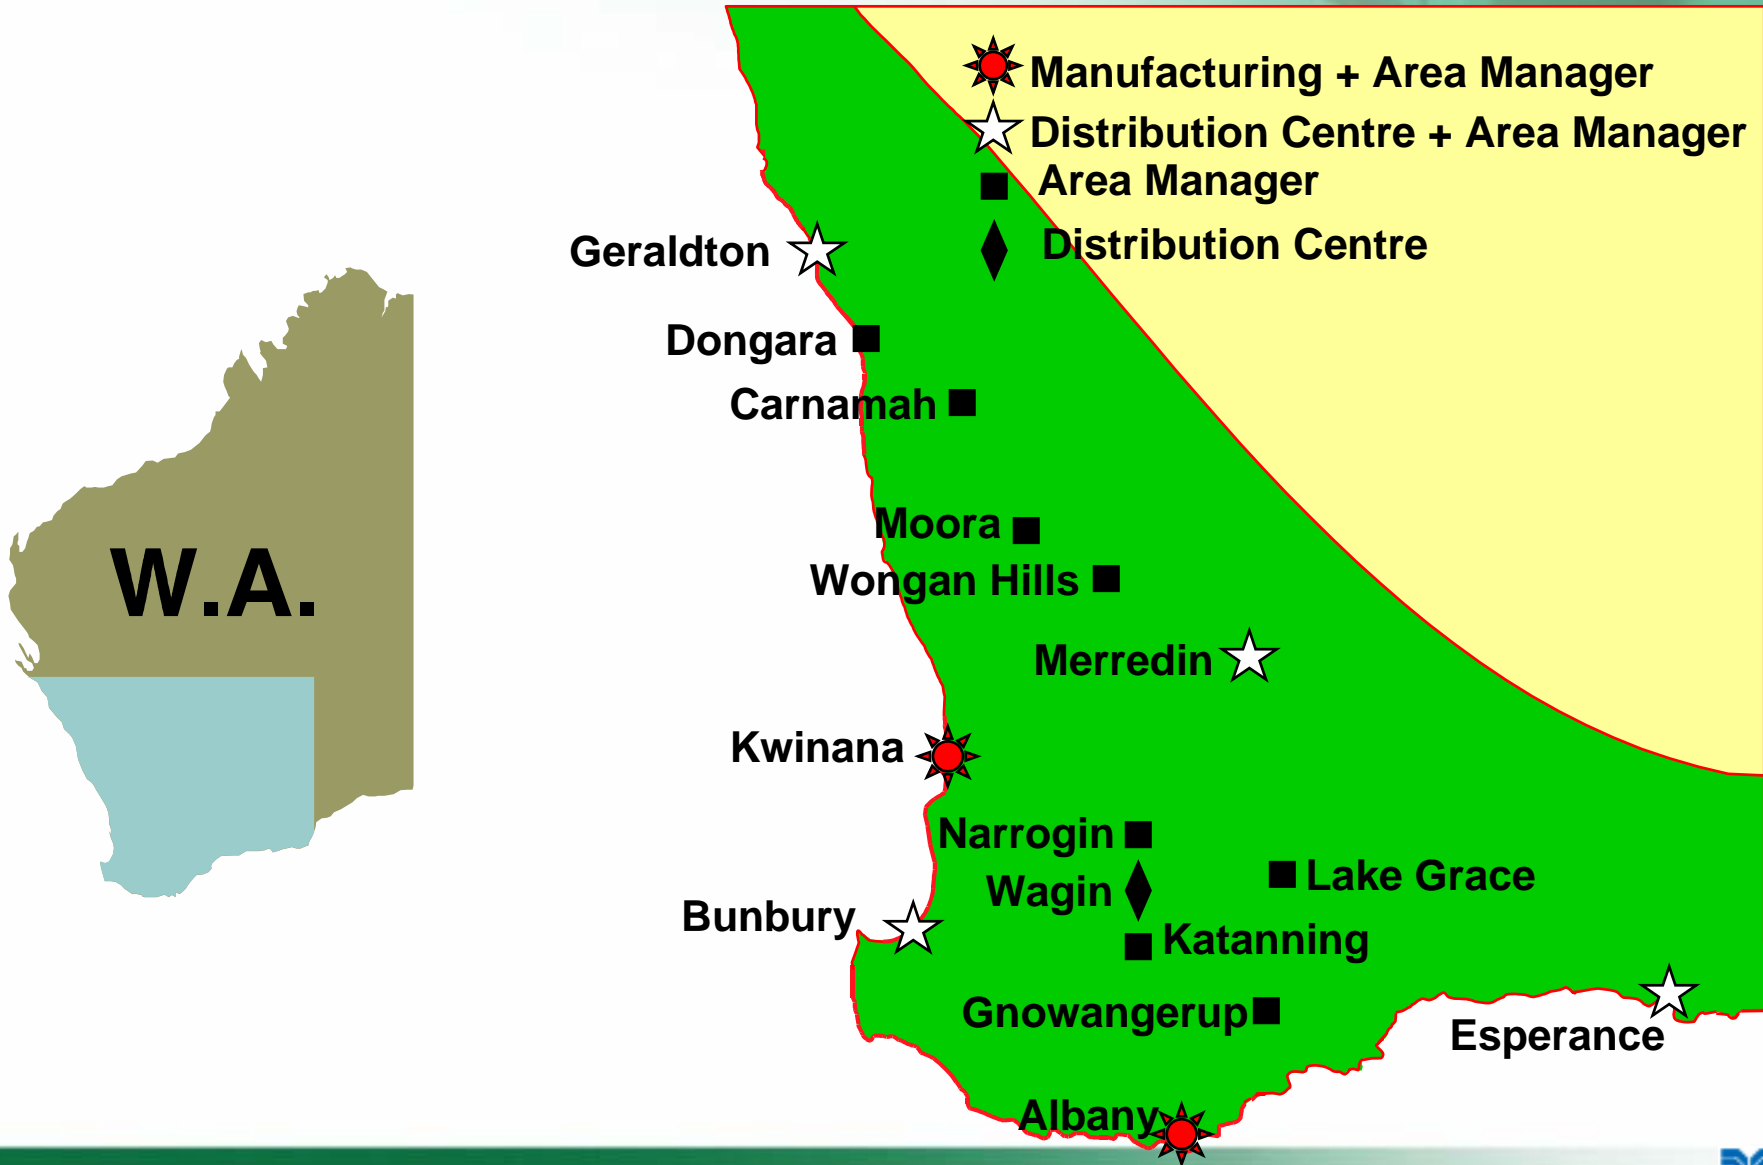 Manufacturing + Area Manager
Distribution Centre + Area Manager
Area Manager
Distribution Centre
Geraldton
Dongara
Carnamah
Moora
Wongan Hills
W.A.
Merredin
Kwinana
Narrogin
Lake Grace
Wagin
Bunbury
Katanning
Gnowangerup
Esperance
Albany